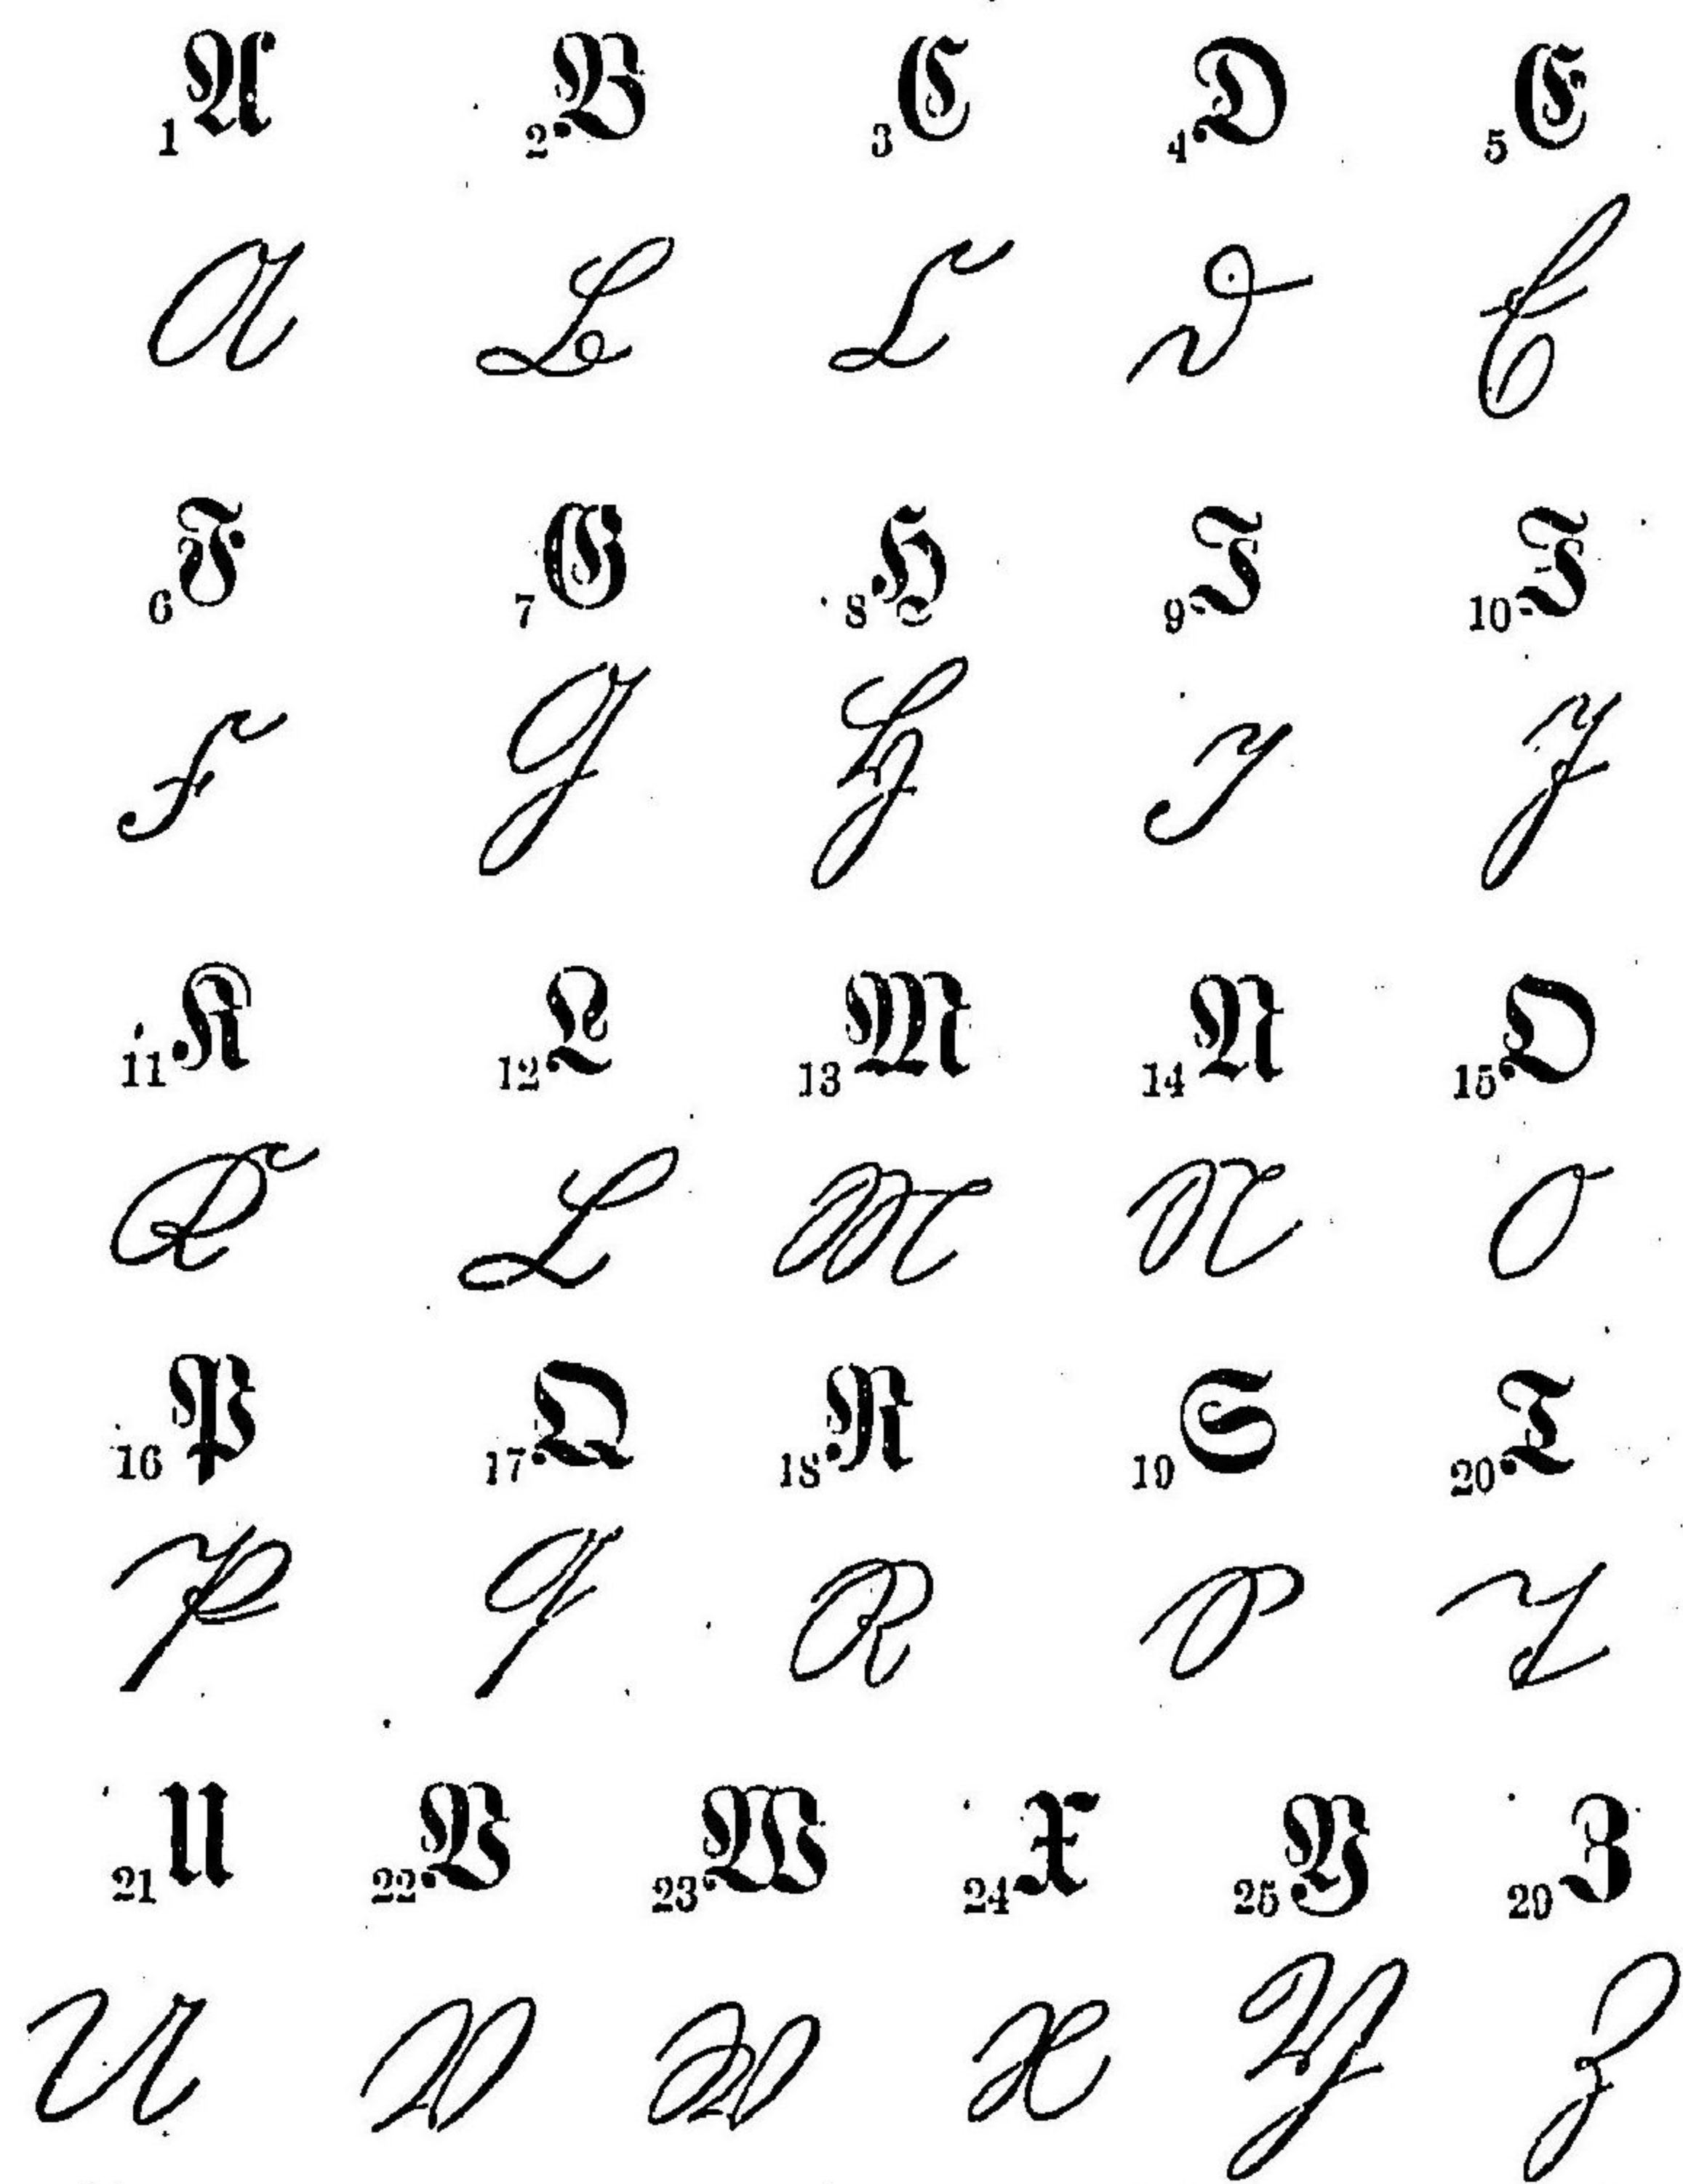 1 A 2 B 3 C 4 D 5 E
A B C D E
6 F 7 G 8 H 9 I 10 J
F G H I J
11 K 12 L 13 M 14 N 15 O
K L M N O
16 P 17 Q 18 R 19 S 20 T
P Q R S T
21 U 22 V 23 W 24 X 25 Y 26 Z
U V W X Y Z